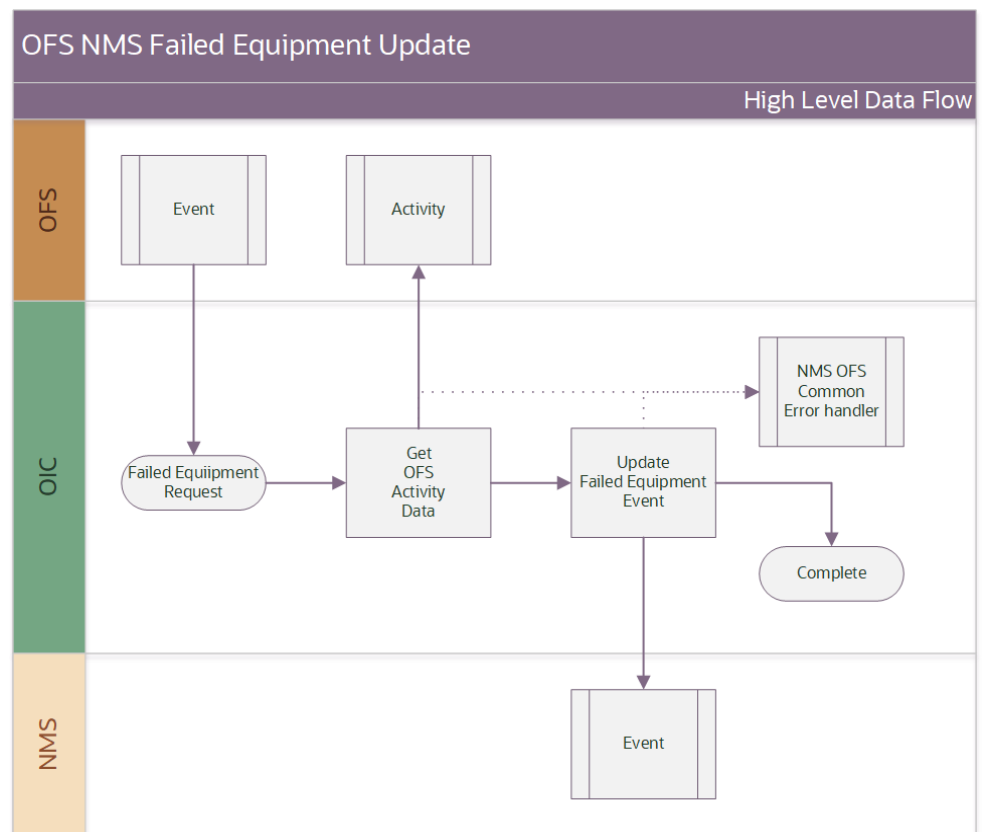 OFS NMS Failed Equipment Update
High Level Data Flow
OFS
Event
Activity
OIC
NMS OFS
Common
Error handler
Failed Equiipment
Request
Get
OFS
Activity
Data
Update
Failed Equipment
Event
Complete
NMS
Event